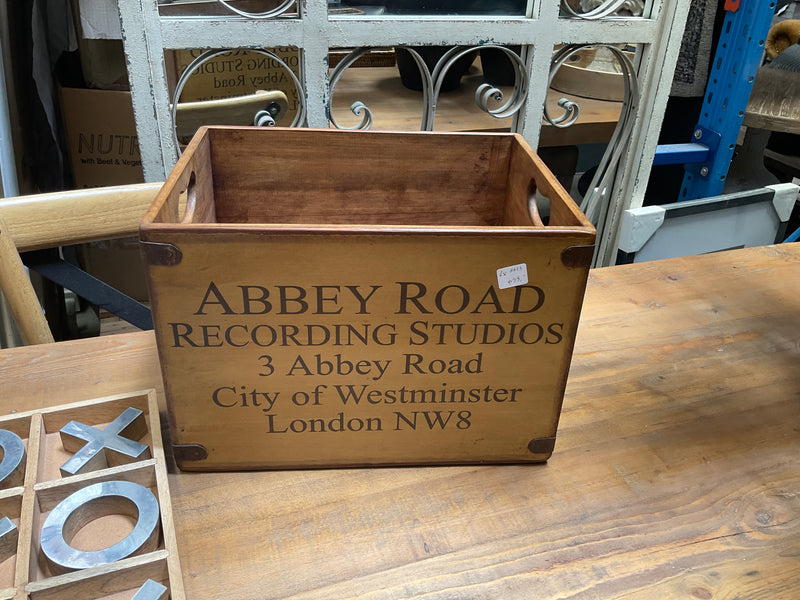 NUTR
with Beef & Veget
Abbey Road
ABBEY ROAD
RECORDING STUDIOS
3 Abbey Road
City of Westminster
London NW8